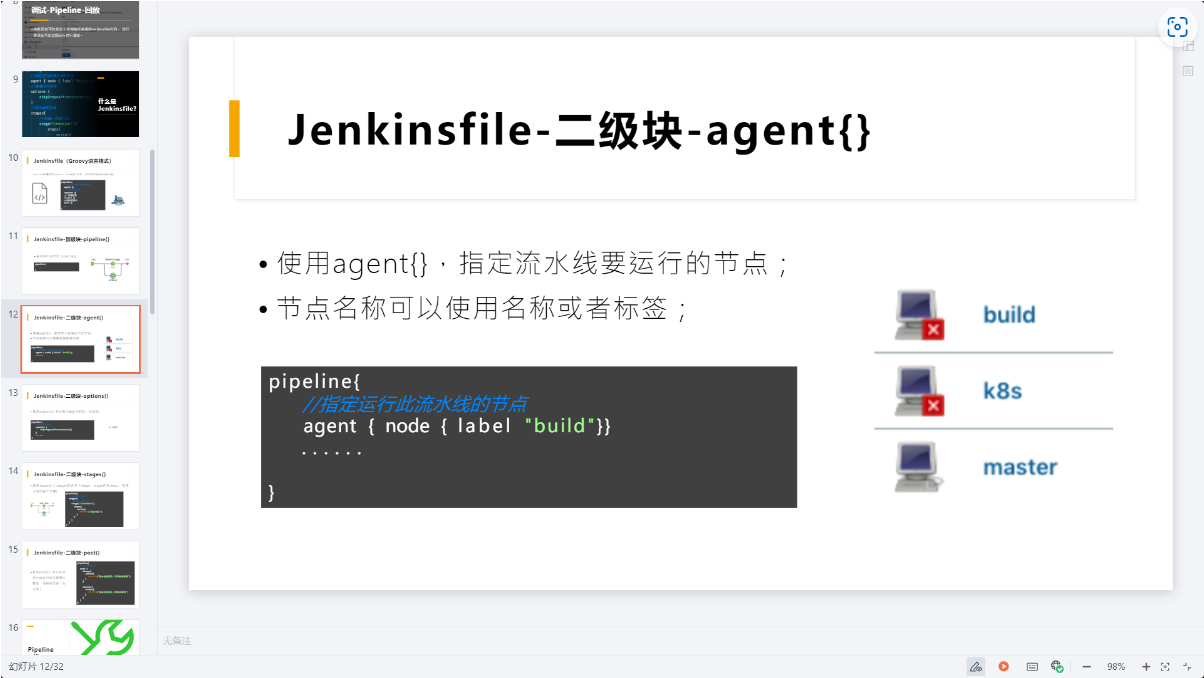 调试-Pipeline-回放
9
什么是
Jenkinsfile?
10
Jenkinsfile（Groovy语言格式）
11
Jenkinsfile-顶级块-pipeline{}
12
Jenkinsfile-二级块-agent{}
13
Jenkinsfile-二级块-options{}
14
Jenkinsfile-二级块-stages{}
15
Jenkinsfile-二级块-post{}
16
Pipeline
Jenkinsfile-二级块-agent{}
• 使用agent{}，指定流水线要运行的节点；
• 节点名称可以使用名称或者标签；
pipeline{
//指定运行此流水线的节点
agent { node { label "build"}}
......
}
build
k8s
master
无备注
幻灯片 12/32
98%